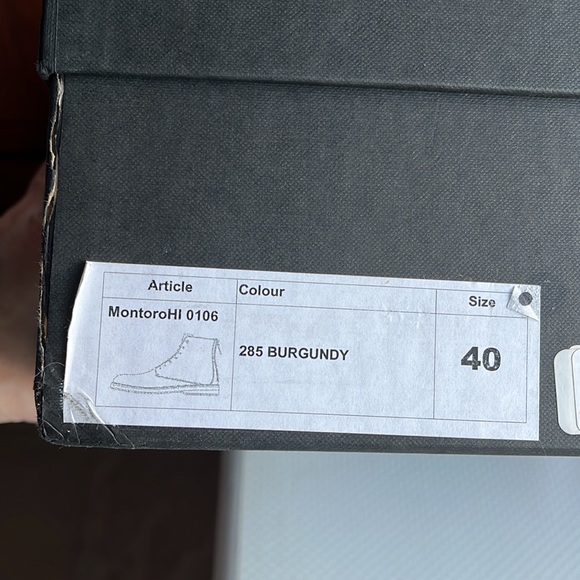 Article Colour Size
MontoroHI 0106
285 BURGUNDY
40